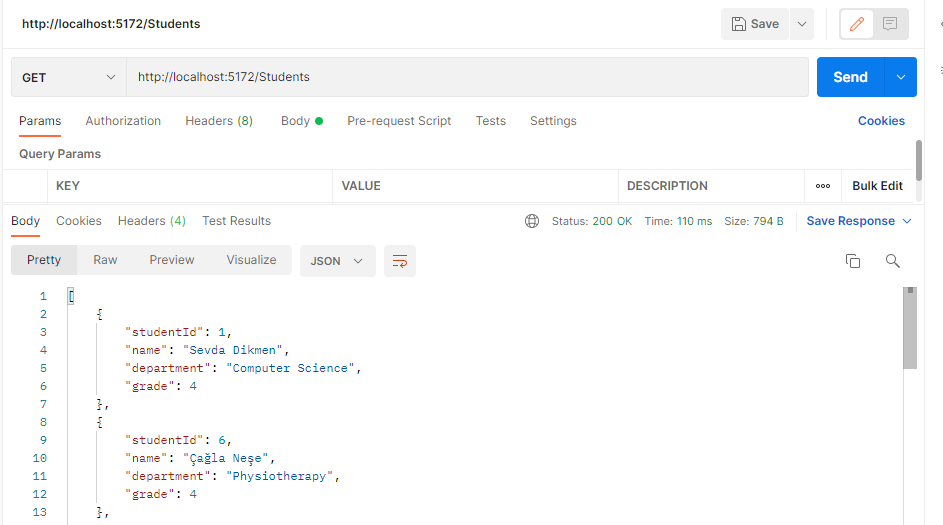 http://localhost:5172/Students Save
GET http://localhost:5172/Students Send
Params Authorization Headers (8) Body Pre-request Script Tests Settings Cookies
Query Params
KEY VALUE DESCRIPTION Bulk Edit
Body Cookies Headers (4) Test Results Status: 200 OK Time: 110 ms Size: 794 B Save Response
Pretty Raw Preview Visualize JSON
1 [
2 {
3 "studentId": 1,
4 "name": "Sevda Dikmen",
5 "department": "Computer Science",
6 "grade": 4
7 },
8 {
9 "studentId": 6,
10 "name": "Çağla Neşe",
11 "department": "Physiotherapy",
12 "grade": 4
13 },